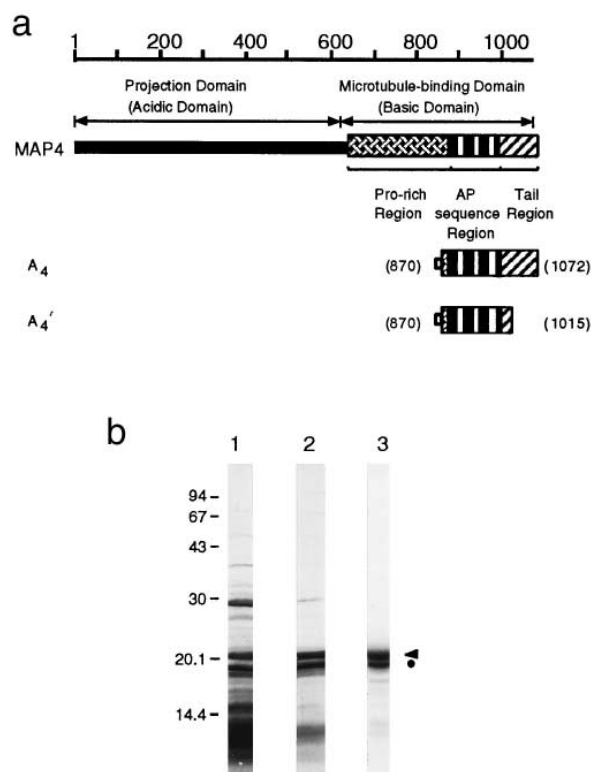 a
1 200 400 600 800 1000
Projection Domain Microtubule-binding Domain
(Acidic Domain) (Basic Domain)
MAP4
Pro-rich AP Tail
Region sequence Region
Region
A4 (870) (1072)
A4′ (870) (1015)
b
1 2 3
94
67
43
30
20.1
14.4